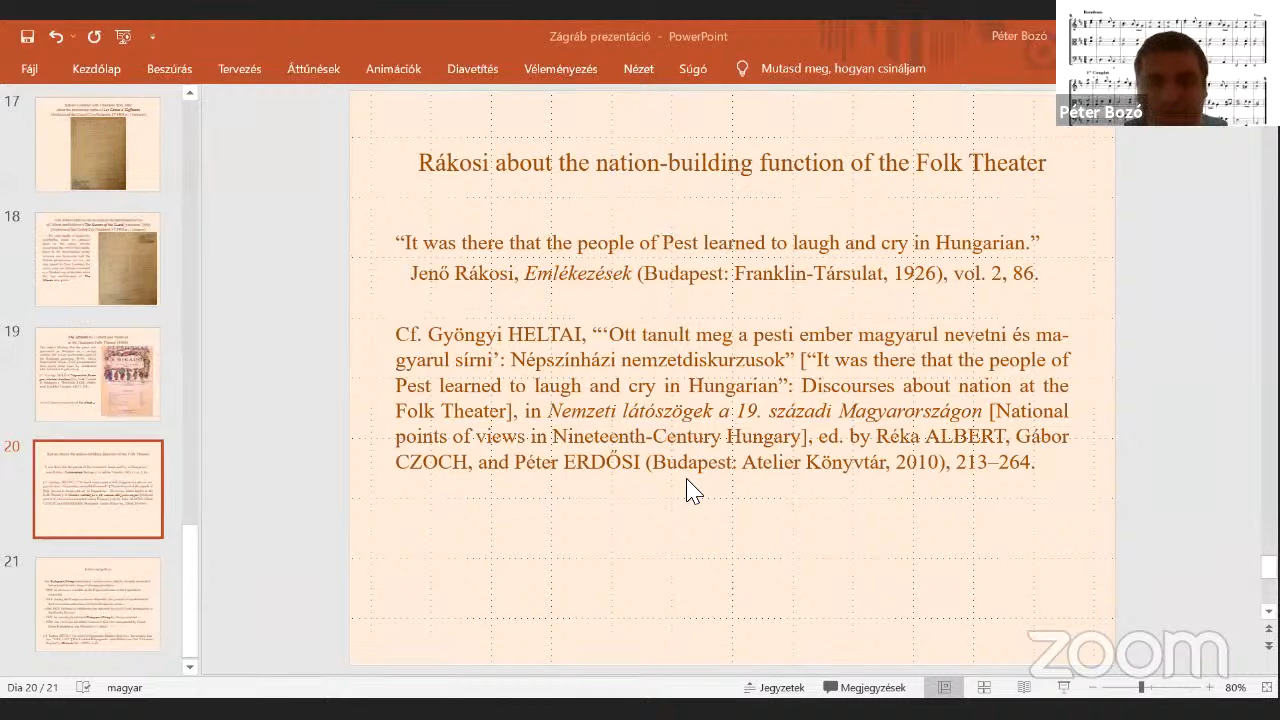 Zágráb prezentáció - PowerPoint
Péter Bozó
Fájl Kezdőlap Beszúrás Tervezés Áttűnések Animációk Diavetítés Véleményezés Nézet Súgó Mutasd meg, hogyan csináljam
Péter Bozó
17
18
19
20
21
Rákosi about the nation-building function of the Folk Theater
“It was there that the people of Pest learnett to laugh and cry in Hungarian.”
Jenő Rákosi, Emlékezések (Budapest: Franklin-Társulat, 1926), vol. 2, 86.
Cf. Gyöngyi HELTAI, “‘Ott tanult meg a pesti ember magyarul nevetni és ma-
gyarul sírni’: Népszínházi nemzetdiskurzusok” [“It was there that the people of
Pest learned to laugh and cry in Hungarian”: Discourses about nation at the
Folk Theater], in Nemzeti látószögek a 19. századi Magyarországon [National
points of views in Nineteenth-Century Hungary], ed. by Réka ALBERT, Gábor
CZOCH, and Péter ERDŐSI (Budapest: Atelier Könyvtár, 2010), 213–264.
zoom
Dia 20 / 21 magyar Jegyzetek Megjegyzések 80%